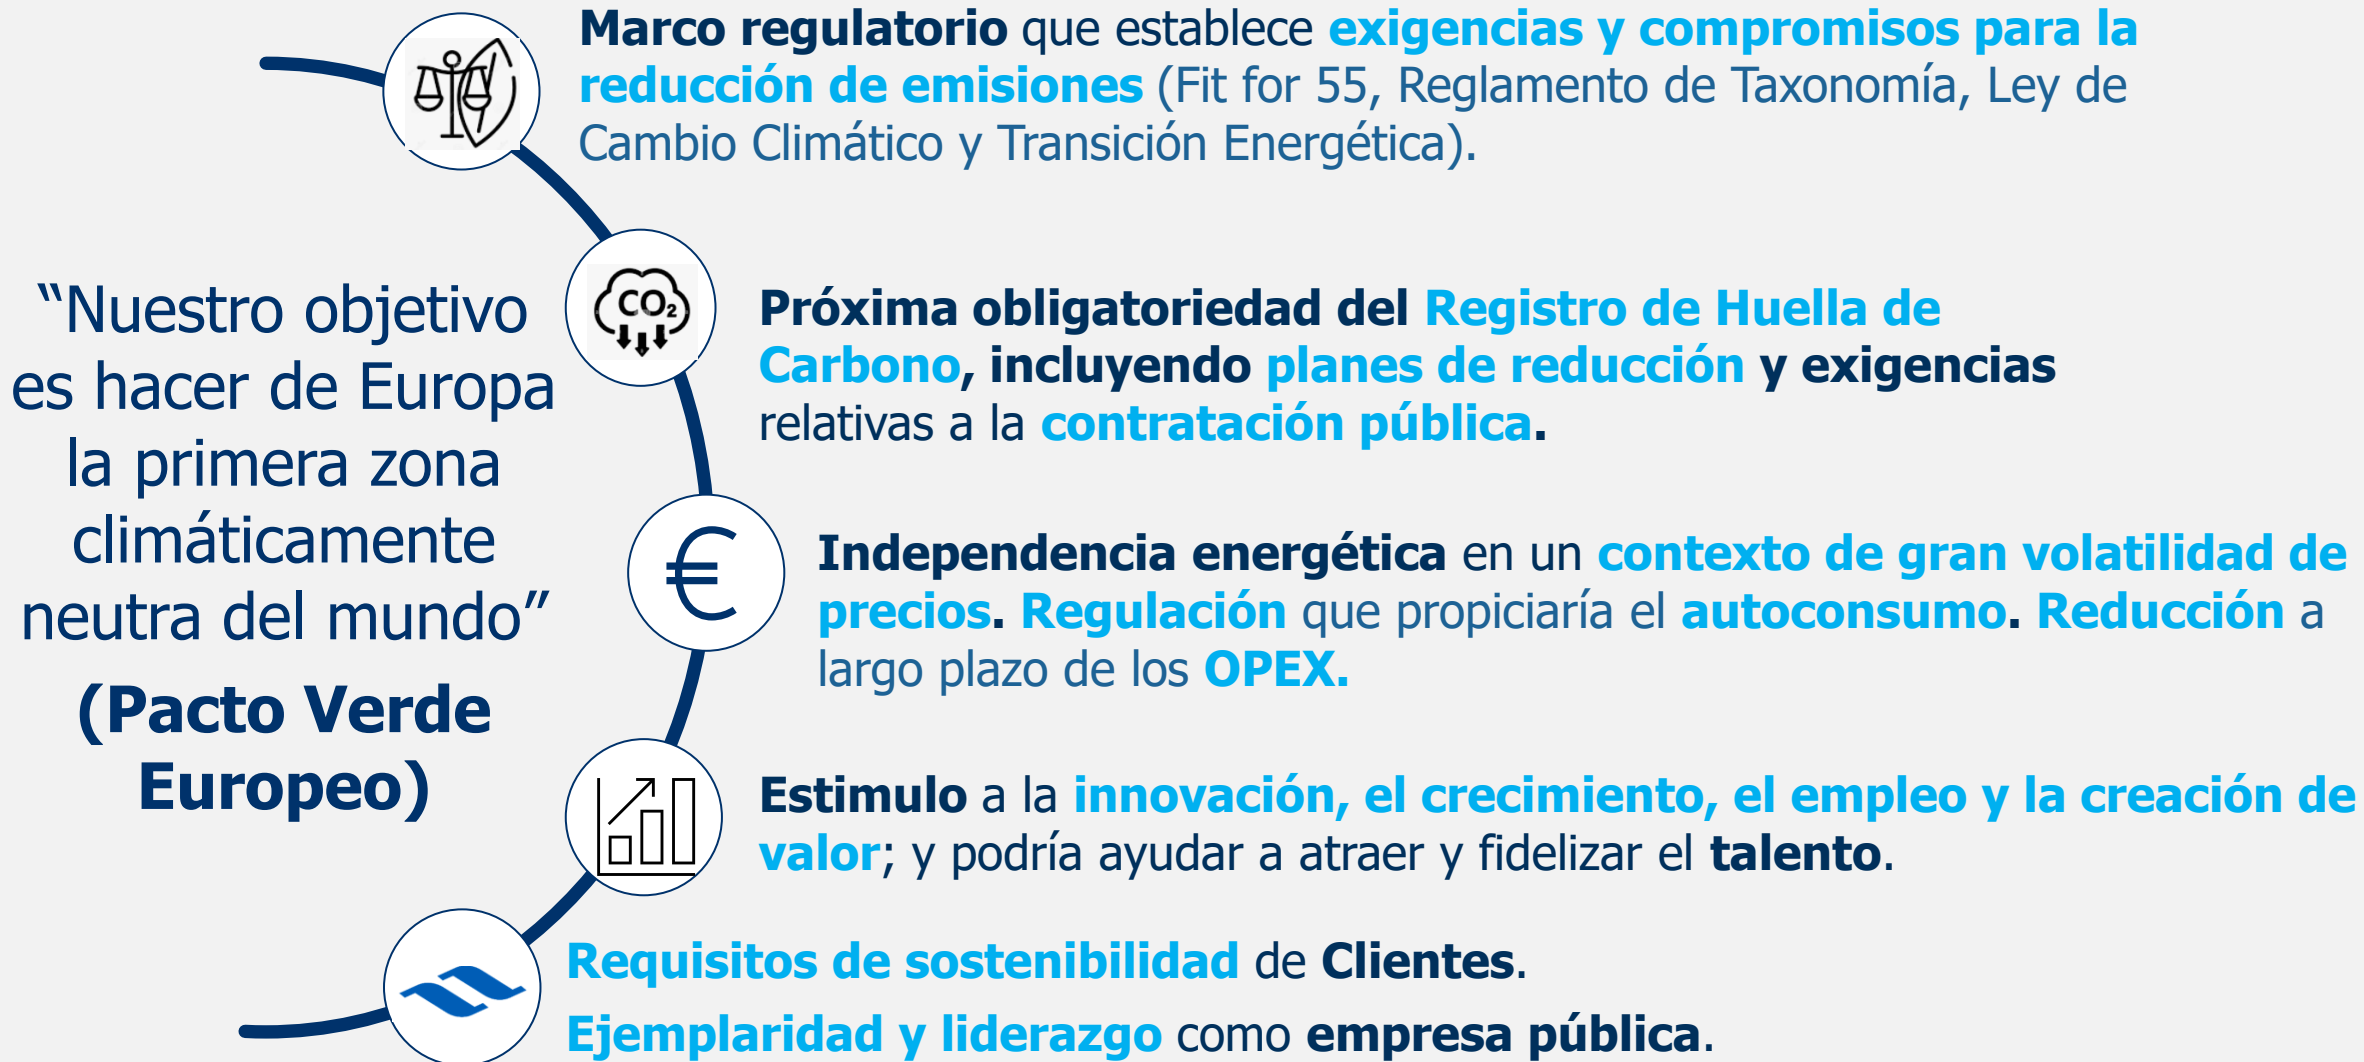 Marco regulatorio que establece exigencias y compromisos para la
reducción de emisiones (Fit for 55, Reglamento de Taxonomía, Ley de
Cambio Climático y Transición Energética).
“Nuestro objetivo
es hacer de Europa
la primera zona
climáticamente
neutra del mundo”
(Pacto Verde
Europeo)
CO2
Próxima obligatoriedad del Registro de Huella de
Carbono, incluyendo planes de reducción y exigencias
relativas a la contratación pública.
€
Independencia energética en un contexto de gran volatilidad de
precios. Regulación que propiciaría el autoconsumo. Reducción a
largo plazo de los OPEX.
Estimulo a la innovación, el crecimiento, el empleo y la creación de
valor; y podría ayudar a atraer y fidelizar el talento.
Requisitos de sostenibilidad de Clientes.
Ejemplaridad y liderazgo como empresa pública.